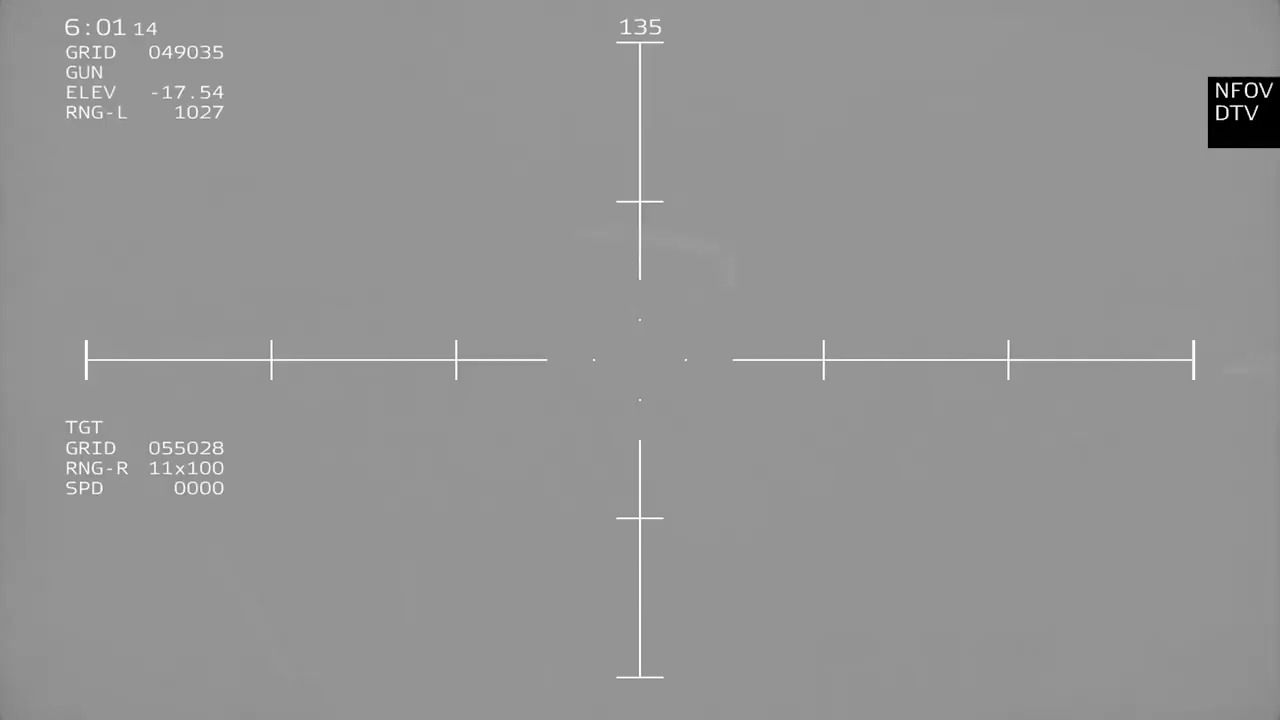 6:01 14
GRID 049035
GUN
ELEV -17.54
RNG-L 1027
135
NFOV
DTV
TGT
GRID 055028
RNG-R 11x100
SPD 0000